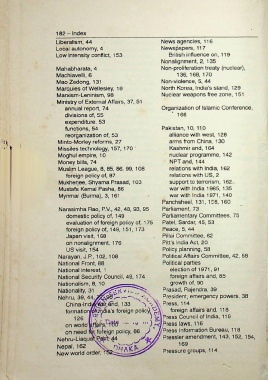 182 – Index
Liberalism, 44
Local autonomy, 4
Low intensity conflict, 153
Mahabharata, 4
Machiavelli, 6
Mao Zedong, 131
Marquies of Wellesley, 18
Marxism-Leninism, 98
Ministry of External Affairs, 37, 51
annual report, 74
divisions of, 55
expenditure, 53
functions, 54
reorganization of, 53
Minto-Morley reforms, 27
Missiles technology, 157, 170
Moghul empire, 10
Money bills, 74
Muslim League, 8, 85, 86, 99, 108
foreign policy of, 87
Mukherjee, Shyama Prasad, 103
Mustafa Kemal Pasha, 86
Myanmar (Burma), 3, 161
Narasimha Rao, P.V., 42, 48, 93, 95
domestic policy of, 149
evaluation of foreign policy of, 175
foreign policy of, 149, 151, 173
Japan visit, 168
on nonalignment, 176
US visit, 154
Narayan, J.P., 102, 108
National Front, 88
National interest, 1
National Security Council, 49, 174
Nationalism, 8, 10
Nationality, 31
Nehru, 39,
China-India and, 133
formation of India's foreign policy,
126
on world affairs,
on need for foreign policy, 66
Nehru-Liaquat Pact, 44
Nepal, 162
New world order,
News agencies, 116
Newspapers, 117
British influence on, 119
Nonalignment, 2, 135
Non-proliferation treaty (nuclear),
136, 168, 170
Non-violence, 5, 44
North Korea, India's stand, 129
Nuclear weapons free zone, 151
Organization of Islamic Conference,
166
Pakistan, 10, 110
alliance with west, 128
arms from China, 130
Kashmir and, 164
nuclear programme, 142
NPT and, 144
relations with India, 162
relations with US, 2
support to terrorism, 162,
war with India 1965, 135
war with India 1971, 140
Panchsheel, 131, 158, 160
Parliament, 73
Parliamentary Committees, 75
Patel, Sardar, 45, 53
Peace, 5, 44
Pillai Committee, 62
Pitt's India Act, 20
Policy planning, 58
Political Affairs Committee, 42, 58
Political parties
election of 1971, 91
foreign affairs and, 85
growth of, 90
Prasad, Rajendra, 39
President, emergency powers, 38
Press, 114
foreign affairs and, 115
Press Council of India, 119
Press laws, 116
Press Information Bureau, 118
Pressler amendment, 143, 152, 154,
169
Pressure groups, 114